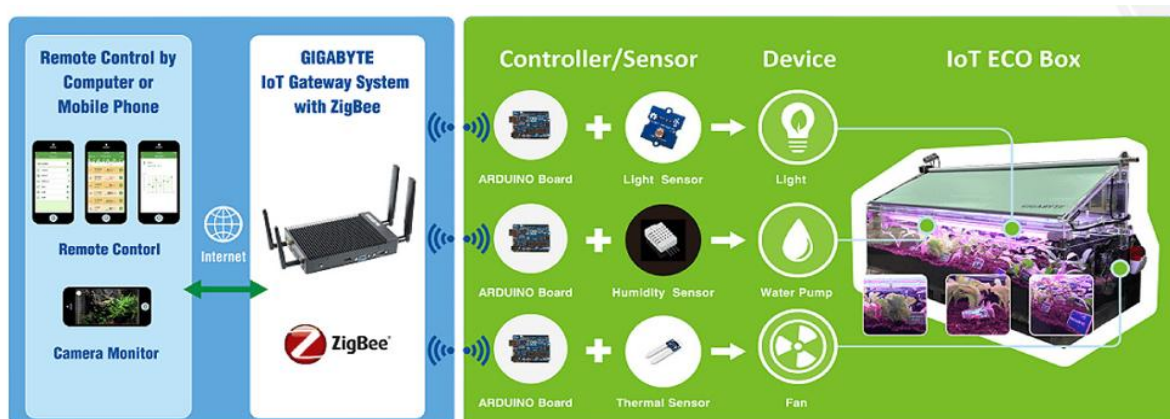 Remote Control by
Computer or
Mobile Phone
Remote Contorl
Camera Monitor
Internet
GIGABYTE
IoT Gateway System
with ZigBee
ZigBee®
Controller/Sensor
Device
IoT ECO Box
ARDUINO Board
Light Sensor
Light
ARDUINO Board
Humidity Sensor
Water Pump
ARDUINO Board
Thermal Sensor
Fan
GIGABYTE